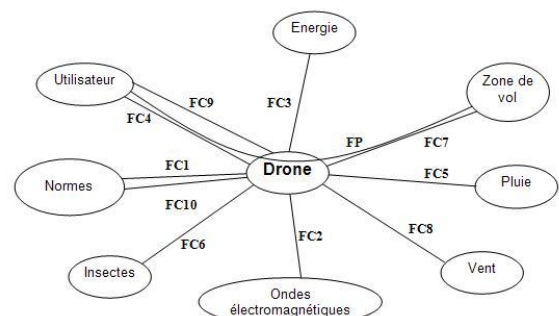 Energie
Utilisateur
Zone de
vol
FC9
FC4
FC3
FP
FC7
Drone
FC1
FC5
Normes
Pluie
FC10
FC6
FC2
FC8
Insectes
Vent
Ondes
électromagnétiques